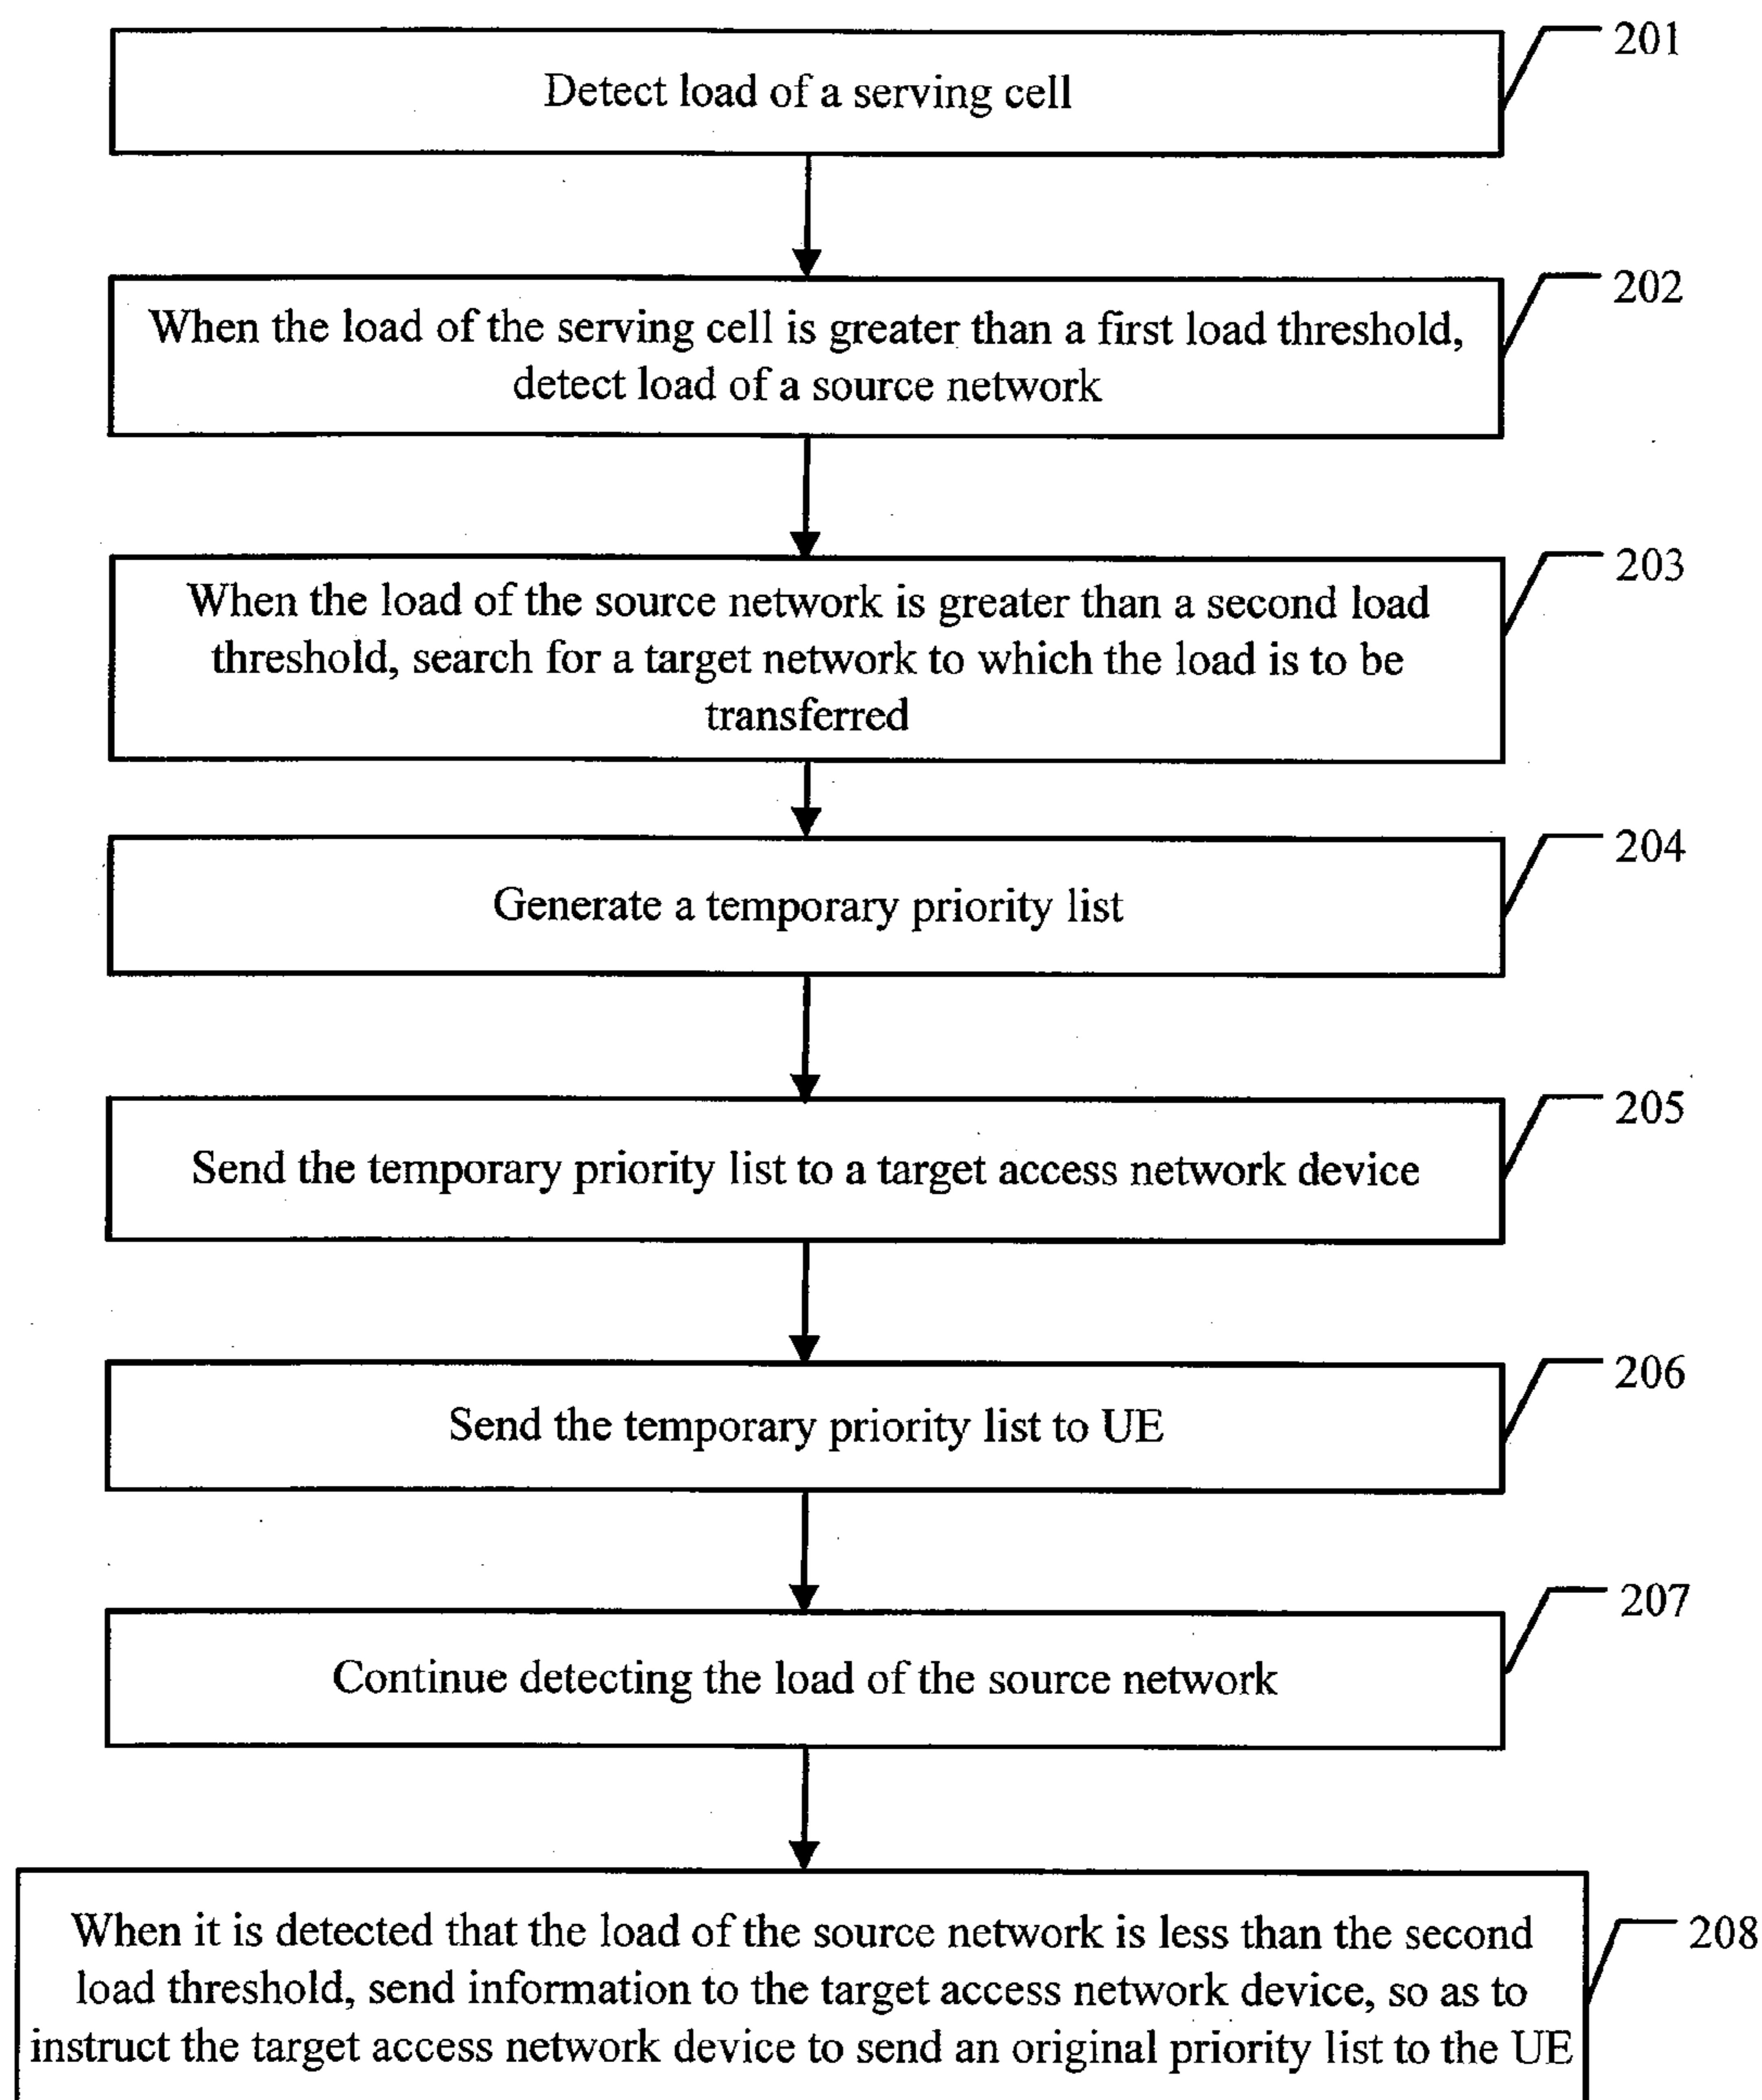 201
Detect load of a serving cell
202
When the load of the serving cell is greater than a first load threshold,
detect load of a source network
203
When the load of the source network is greater than a second load
threshold, search for a target network to which the load is to be
transferred
204
Generate a temporary priority list
205
Send the temporary priority list to a target access network device
206
Send the temporary priority list to UE
207
Continue detecting the load of the source network
208
When it is detected that the load of the source network is less than the second
load threshold, send information to the target access network device, so as to
instruct the target access network device to send an original priority list to the UE